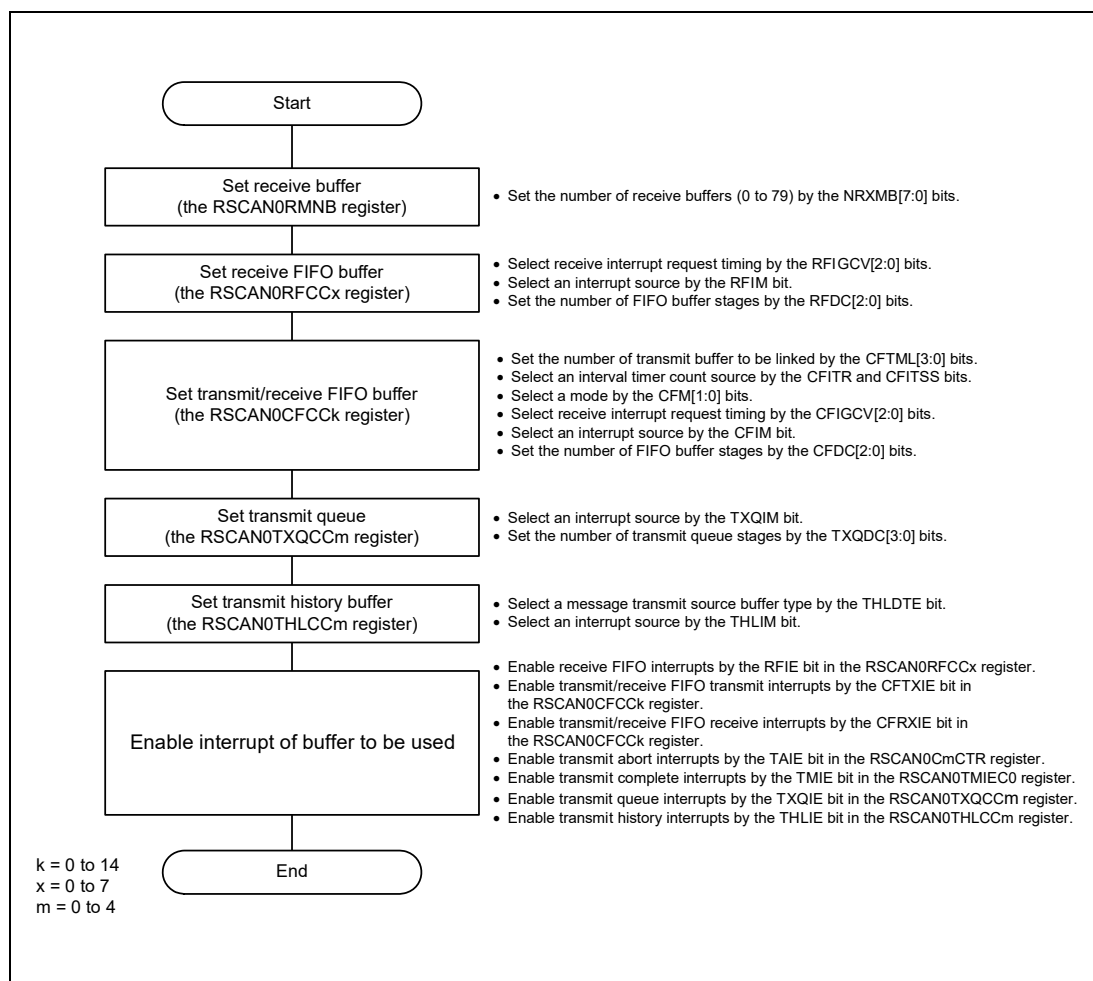 Start
Set receive buffer
(the RSCAN0RMNB register)
• Set the number of receive buffers (0 to 79) by the NRXMB[7:0] bits.
Set receive FIFO buffer
(the RSCAN0RFCCx register)
• Select receive interrupt request timing by the RFIGCV[2:0] bits.
• Select an interrupt source by the RFIM bit.
• Set the number of FIFO buffer stages by the RFDC[2:0] bits.
Set transmit/receive FIFO buffer
(the RSCAN0CFCCk register)
• Set the number of transmit buffer to be linked by the CFTML[3:0] bits.
• Select an interval timer count source by the CFITR and CFITSS bits.
• Select a mode by the CFM[1:0] bits.
• Select receive interrupt request timing by the CFIGCV[2:0] bits.
• Select an interrupt source by the CFIM bit.
• Set the number of FIFO buffer stages by the CFDC[2:0] bits.
Set transmit queue
(the RSCAN0TXQCCm register)
• Select an interrupt source by the TXQIM bit.
• Set the number of transmit queue stages by the TXQDC[3:0] bits.
Set transmit history buffer
(the RSCAN0THLCCm register)
• Select a message transmit source buffer type by the THLDTE bit.
• Select an interrupt source by the THLIM bit.
Enable interrupt of buffer to be used
• Enable receive FIFO interrupts by the RFIE bit in the RSCAN0RFCCx register.
• Enable transmit/receive FIFO transmit interrupts by the CFTXIE bit in
the RSCAN0CFCCk register.
• Enable transmit/receive FIFO receive interrupts by the CFRXIE bit in
the RSCAN0CFCCk register.
• Enable transmit abort interrupts by the TAIE bit in the RSCAN0CmCTR register.
• Enable transmit complete interrupts by the TMIE bit in the RSCAN0TMIEC0 register.
• Enable transmit queue interrupts by the TXQIE bit in the RSCAN0TXQCCm register.
• Enable transmit history interrupts by the THLIE bit in the RSCAN0THLCCm register.
End
k = 0 to 14
x = 0 to 7
m = 0 to 4